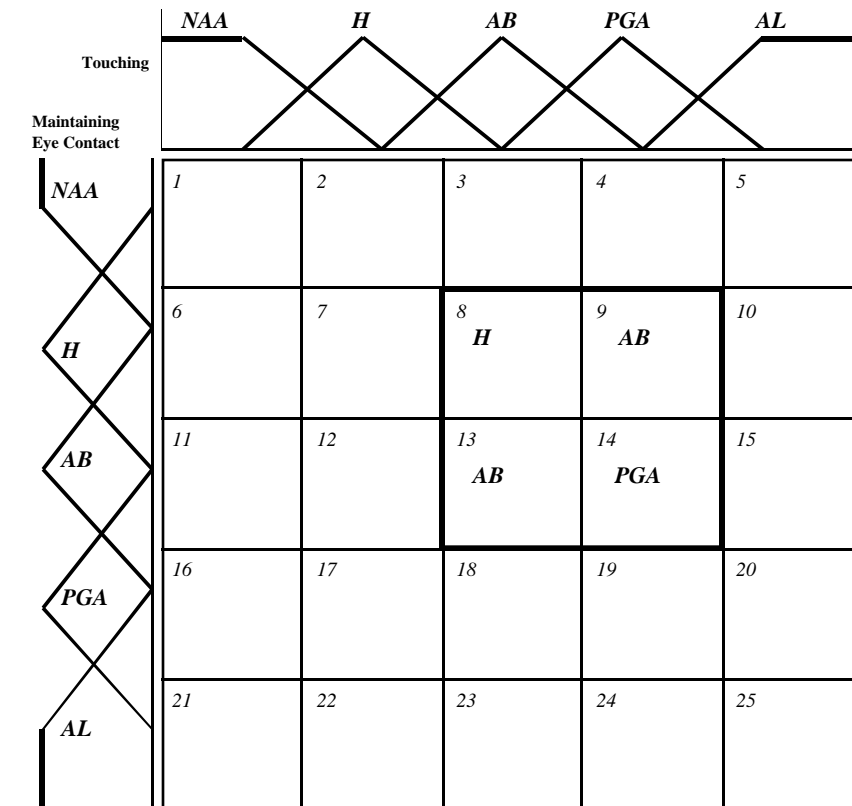 NAA H AB PGA AL
Touching
Maintaining
Eye Contact
NAA 1 2 3 4 5
6 7 8 9 10
H H AB
11 12 13 14 15
AB AB PGA
16 17 18 19 20
PGA
21 22 23 24 25
AL